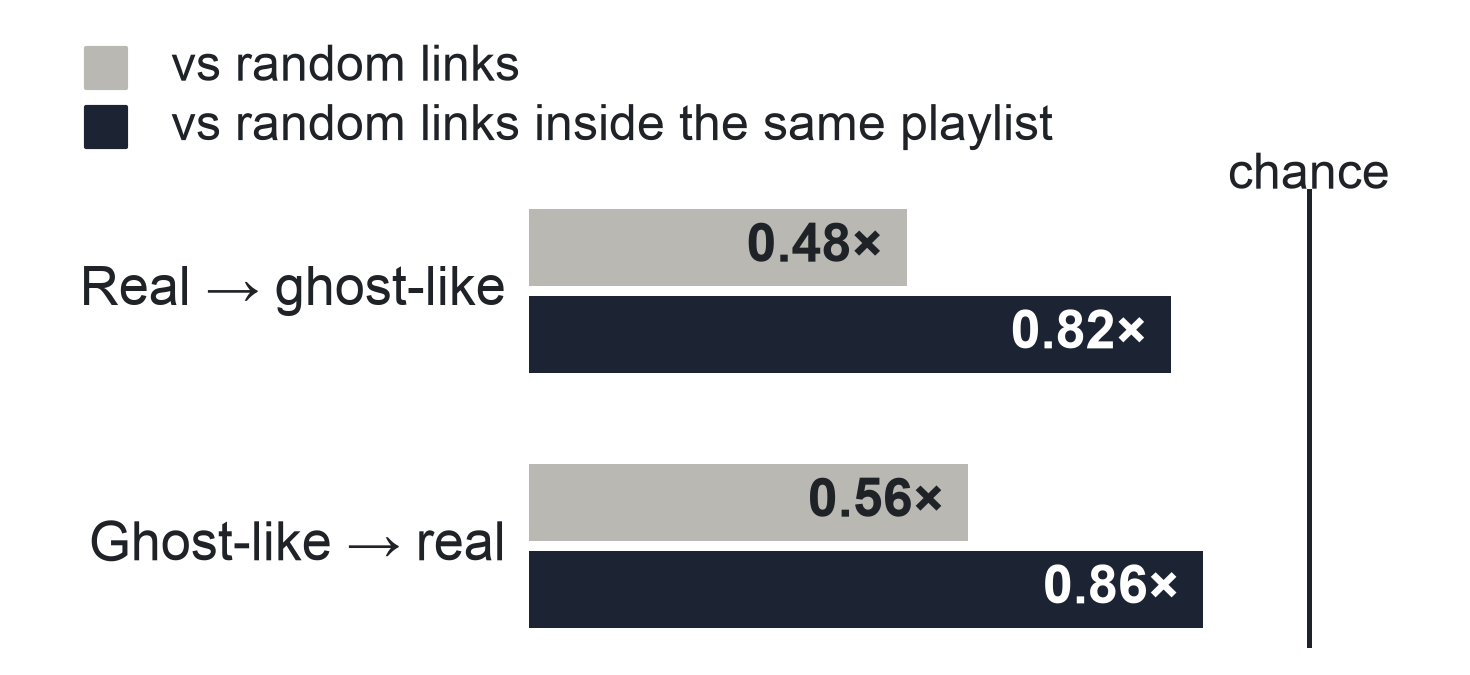 vs random links
vs random links inside the same playlist
chance
0.48×
Real → ghost-like
0.82×
0.56×
Ghost-like → real
0.86×